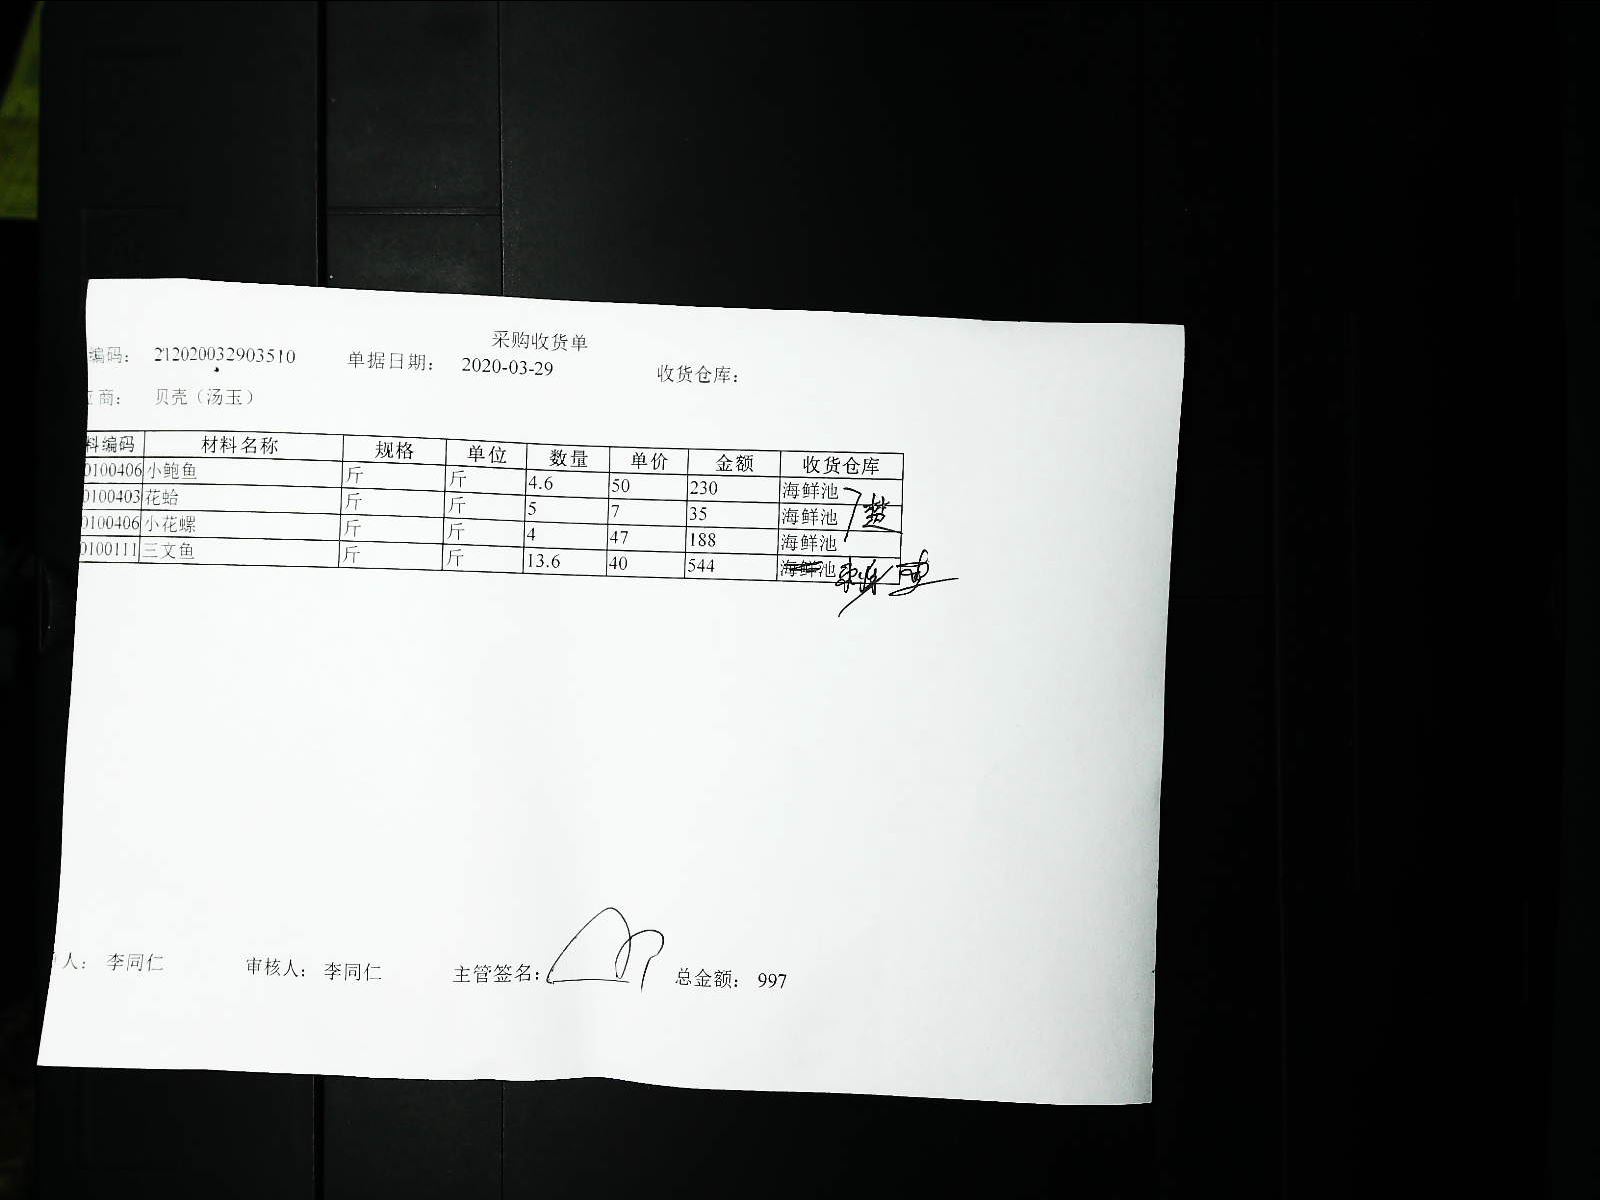 采购收货单
编码： 212020032903510 单据日期： 2020-03-29 收货仓库：
应商： 贝壳（汤玉）
料编码 材料名称 规格 单位 数量 单价 金额 收货仓库
0100406 小鲍鱼 斤 斤 4.6 50 230 海鲜池
0100403 花蛤 斤 斤 5 7 35 海鲜池
0100406 小花螺 斤 斤 4 47 188 海鲜池
0100111 三文鱼 斤 斤 13.6 40 544 海鲜池
人： 李同仁 审核人： 李同仁 主管签名： 总金额： 997